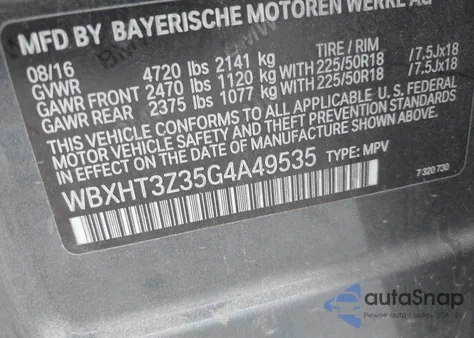 MFD BY BAYERISCHE MOTOREN WERKE AG
08/16
GVWR 4720 lbs 2141 kg TIRE / RIM
GAWR FRONT 2470 lbs 1120 kg WITH 225/50R18 /7.5Jx18
GAWR REAR 2375 lbs 1077 kg WITH 225/50R18 /7.5Jx18
THIS VEHICLE CONFORMS TO ALL APPLICABLE U.S. FEDERAL
MOTOR VEHICLE SAFETY AND THEFT PREVENTION STANDARDS
IN EFFECT ON THE DATE OF MANUFACTURE SHOWN ABOVE.
WBXHT3Z35G4A49535 TYPE: MPV
7 320 730
autoSnap